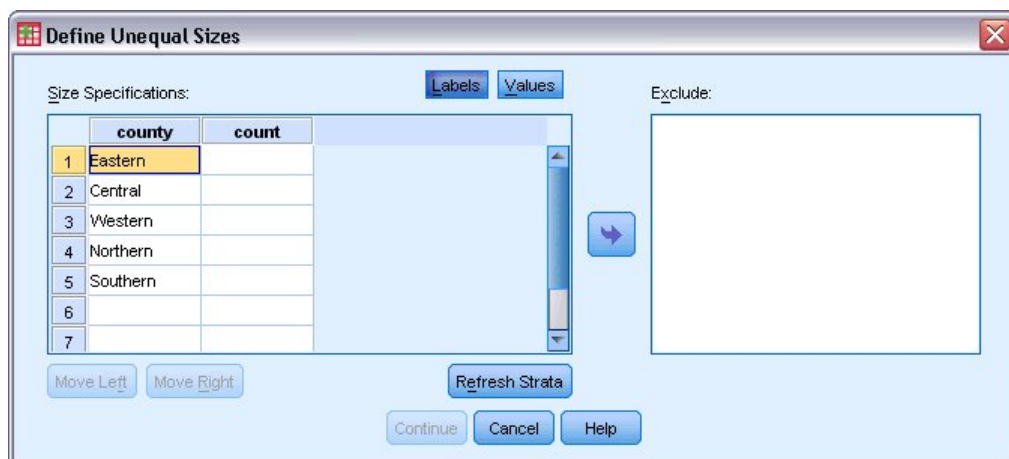 Define Unequal Sizes
Size Specifications:
Labels
Values
Exclude:
county count
1 Eastern
2 Central
3 Western
4 Northern
5 Southern
6
7
Move Left
Move Right
Refresh Strata
Continue
Cancel
Help